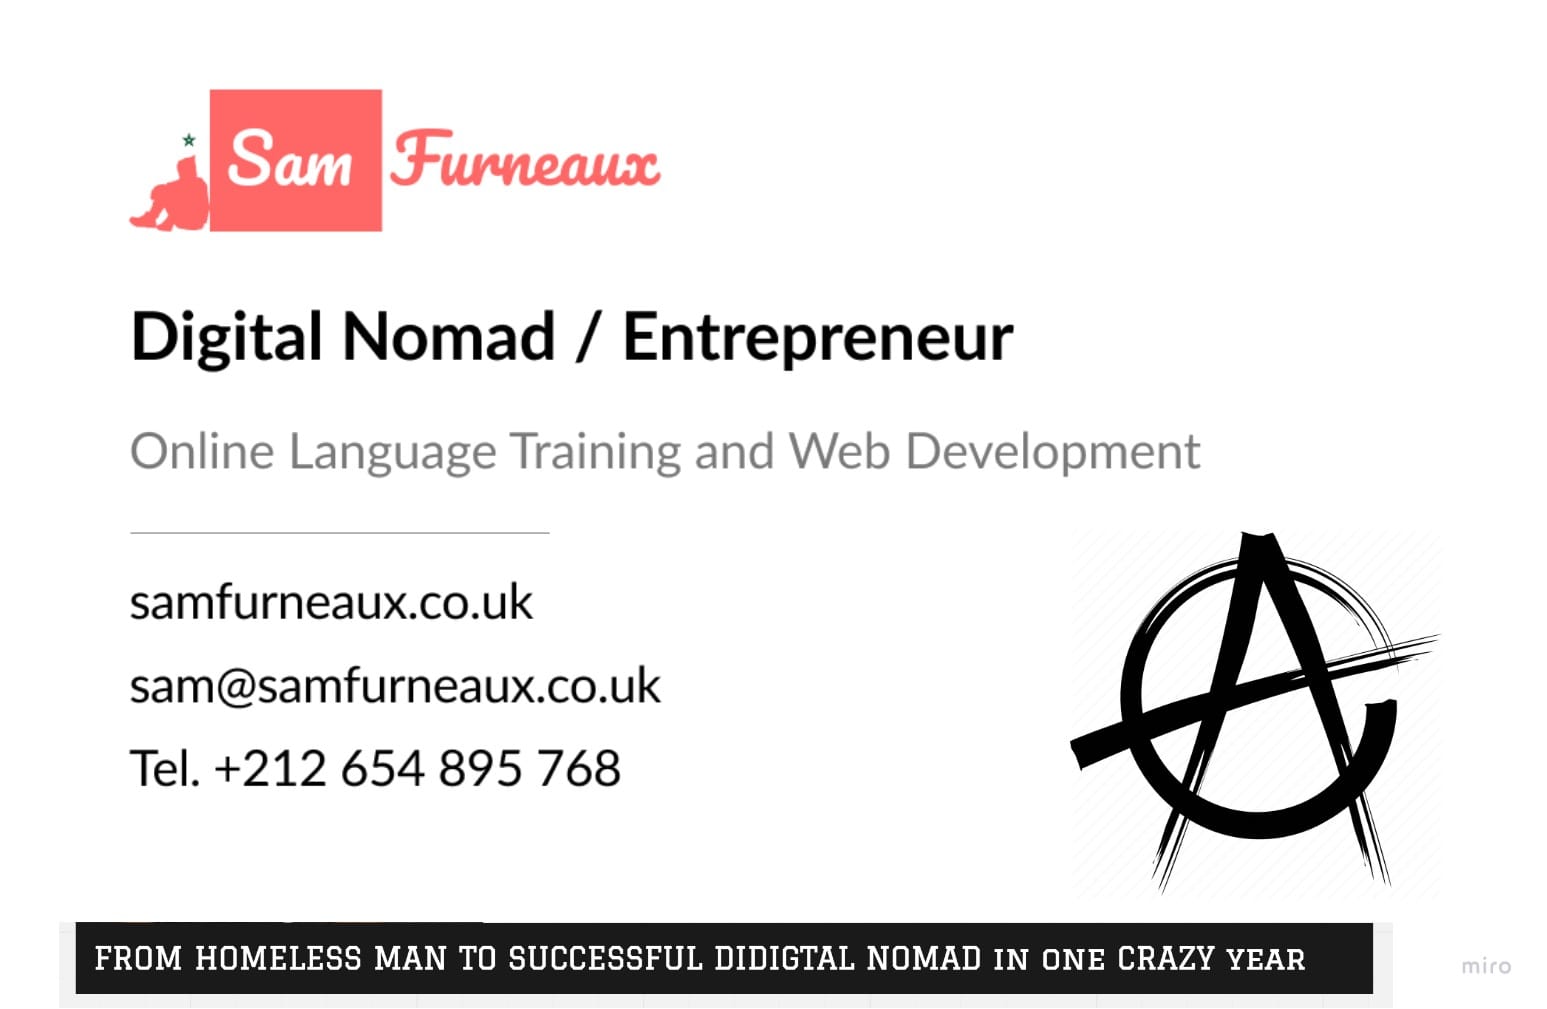 Sam Furneaux
Digital Nomad / Entrepreneur
Online Language Training and Web Development
samfurneaux.co.uk
sam@samfurneaux.co.uk
Tel. +212 654 895 768
FROM HOMELESS MAN TO SUCCESSFUL DIDIGTAL NOMAD IN ONE CRAZY YEAR
miro